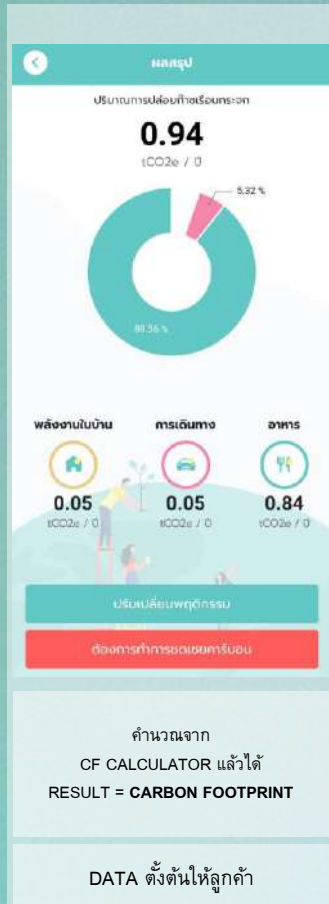 ผลสรุป
ปริมาณการปล่อยก๊าซเรือนกระจก
0.94
tCO2e / ปี
5.32 %
89.36 %
พลังงานในบ้าน การเดินทาง อาหาร
0.05 0.05 0.84
tCO2e / ปี tCO2e / ปี tCO2e / ปี
ปรับเปลี่ยนพฤติกรรม
ต้องการทำการชดเชยคาร์บอน
คำนวณจาก
CF CALCULATOR แล้วได้
RESULT = CARBON FOOTPRINT
DATA ตั้งต้นให้ลูกค้า